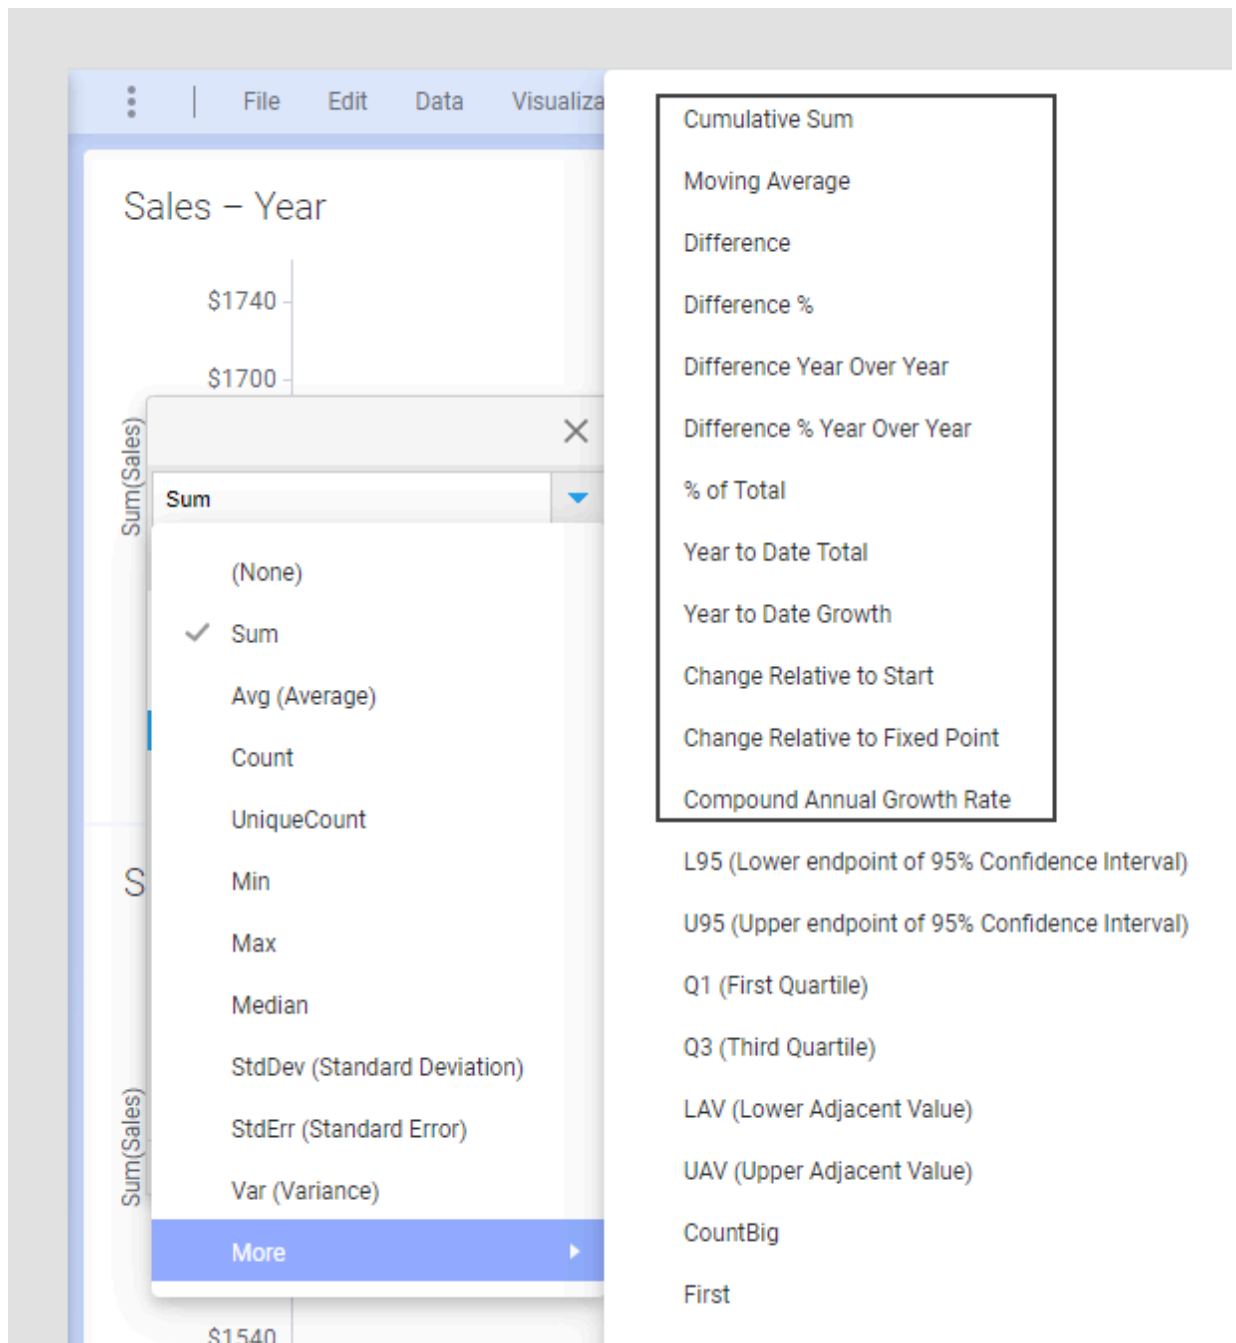 File Edit Data Visualiza
Sales – Year
$1740
$1700
Sum(Sales)
Sum
(None)
Sum
Avg (Average)
Count
UniqueCount
Min
Max
Median
StdDev (Standard Deviation)
StdErr (Standard Error)
Var (Variance)
More
S
Sum(Sales)
$1540
Cumulative Sum
Moving Average
Difference
Difference %
Difference Year Over Year
Difference % Year Over Year
% of Total
Year to Date Total
Year to Date Growth
Change Relative to Start
Change Relative to Fixed Point
Compound Annual Growth Rate
L95 (Lower endpoint of 95% Confidence Interval)
U95 (Upper endpoint of 95% Confidence Interval)
Q1 (First Quartile)
Q3 (Third Quartile)
LAV (Lower Adjacent Value)
UAV (Upper Adjacent Value)
CountBig
First